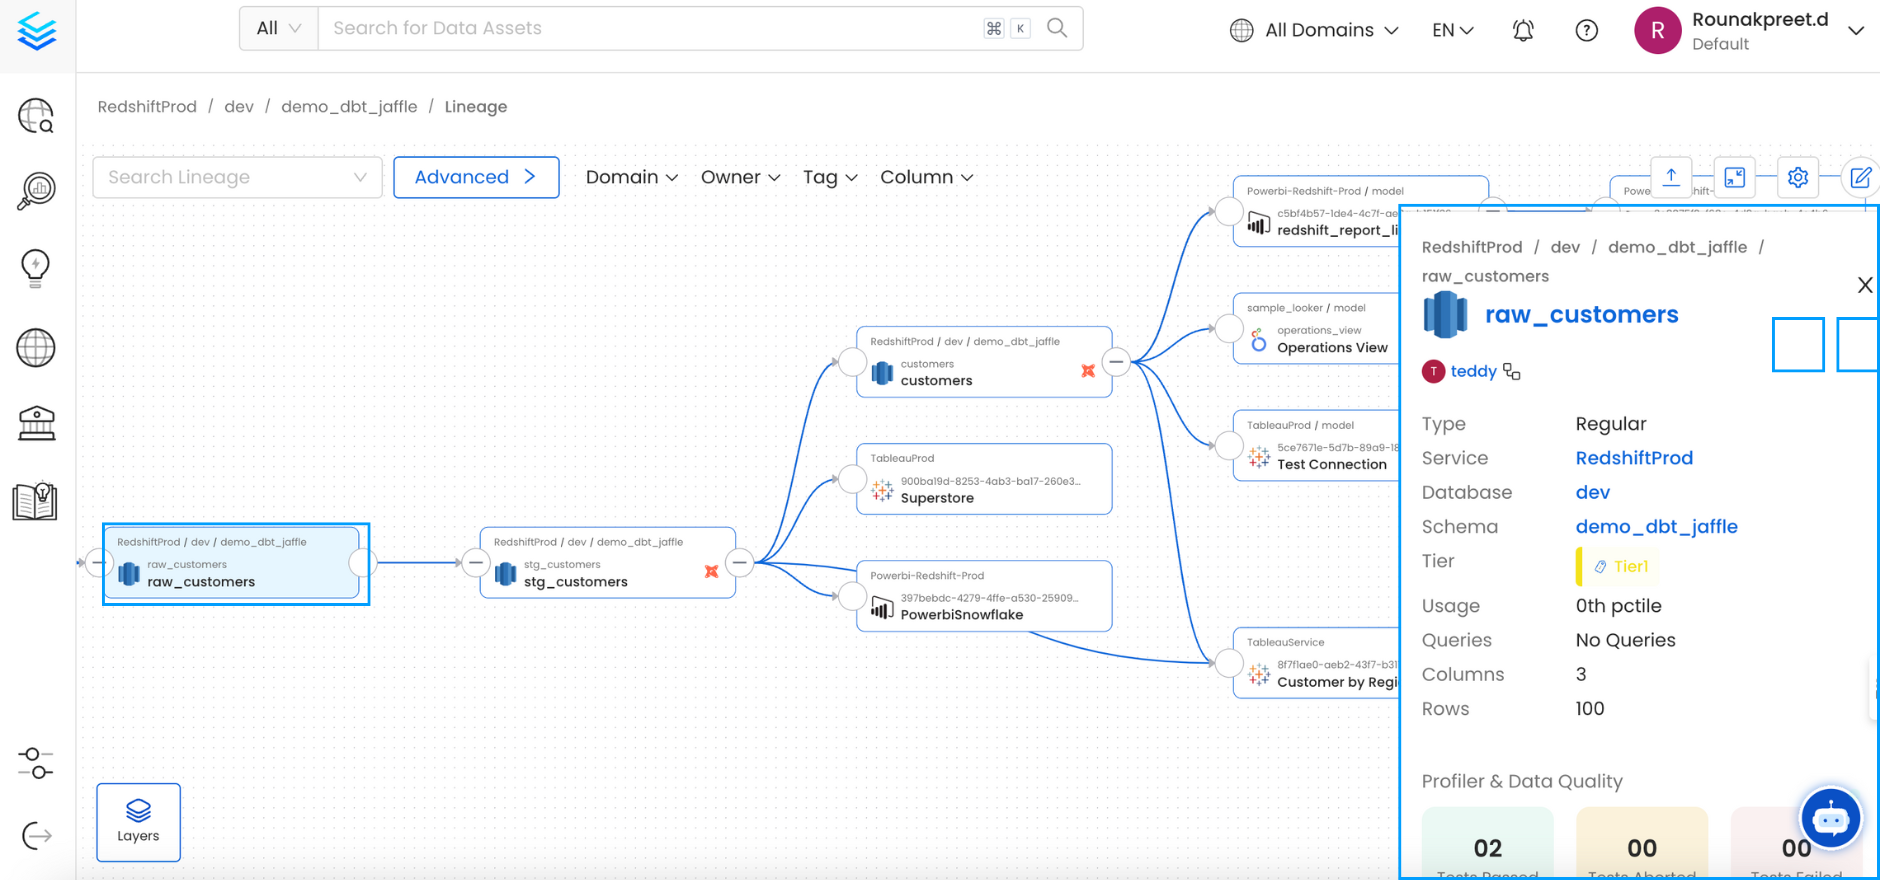 All
Search for Data Assets
⌘ K
All Domains
EN
R
Rounakpreet.d
Default
RedshiftProd / dev / demo_dbt_jaffle / Lineage
Search Lineage
Advanced
Domain
Owner
Tag
Column
RedshiftProd / dev / demo_dbt_jaffle
raw_customers
raw_customers
RedshiftProd / dev / demo_dbt_jaffle
stg_customers
stg_customers
RedshiftProd / dev / demo_dbt_jaffle
customers
customers
TableauProd
900ba19d-8253-4ab3-ba17-260e3...
Superstore
Powerbi-Redshift-Prod
397bebdc-4279-4ffe-a530-25909...
PowerbiSnowflake
Powerbi-Redshift-Prod / model
c5bf4b57-1de4-4c7f-ae
redshift_report_li
sample_looker / model
operations_view
Operations View
TableauProd / model
5ce7671e-5d7b-89a9-18
Test Connection
TableauService
8f7f1ae0-aeb2-43f7-b31
Customer by Regi
RedshiftProd / dev / demo_dbt_jaffle /
raw_customers
X
raw_customers
T teddy
Type Regular
Service RedshiftProd
Database dev
Schema demo_dbt_jaffle
Tier Tier1
Usage 0th pctile
Queries No Queries
Columns 3
Rows 100
Profiler & Data Quality
02 00 00
Tests Passed Tests Aborted Tests Failed
Layers